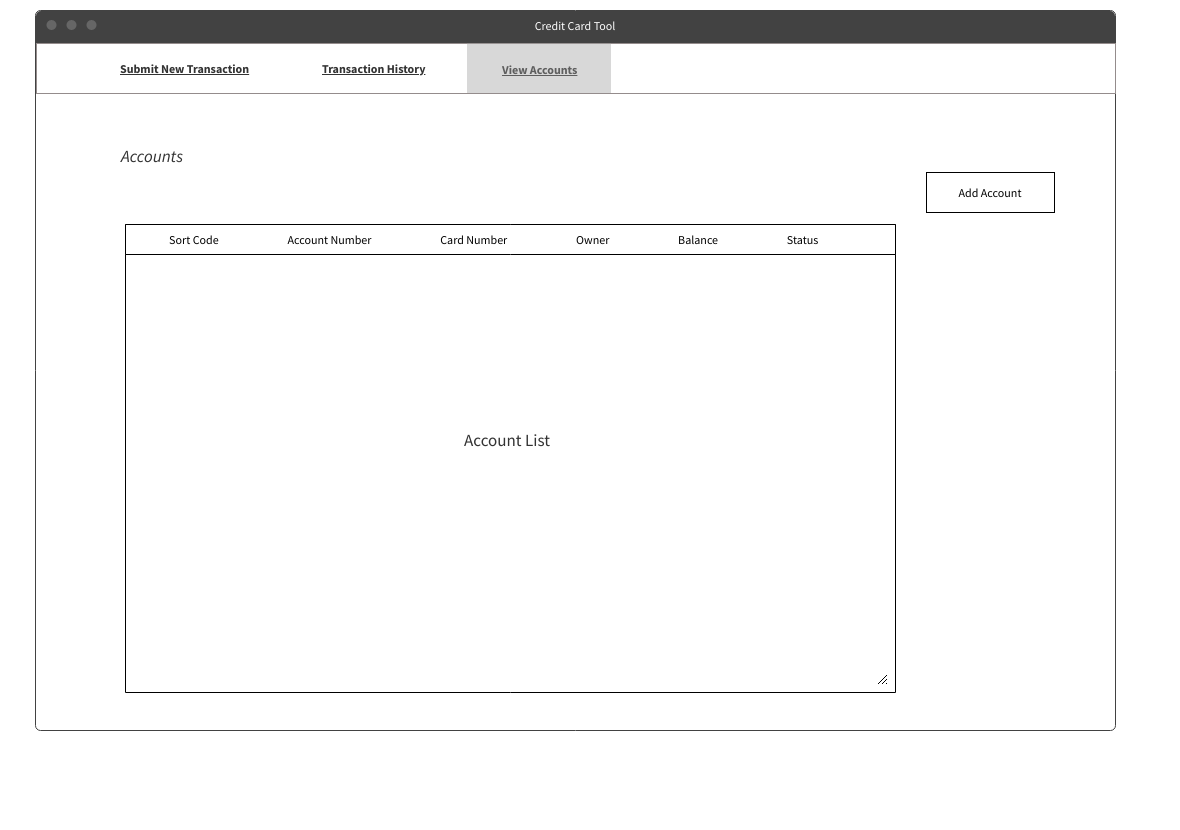 Credit Card Tool
Submit New Transaction Transaction History View Accounts
Accounts
Add Account
Sort Code Account Number Card Number Owner Balance Status
Account List